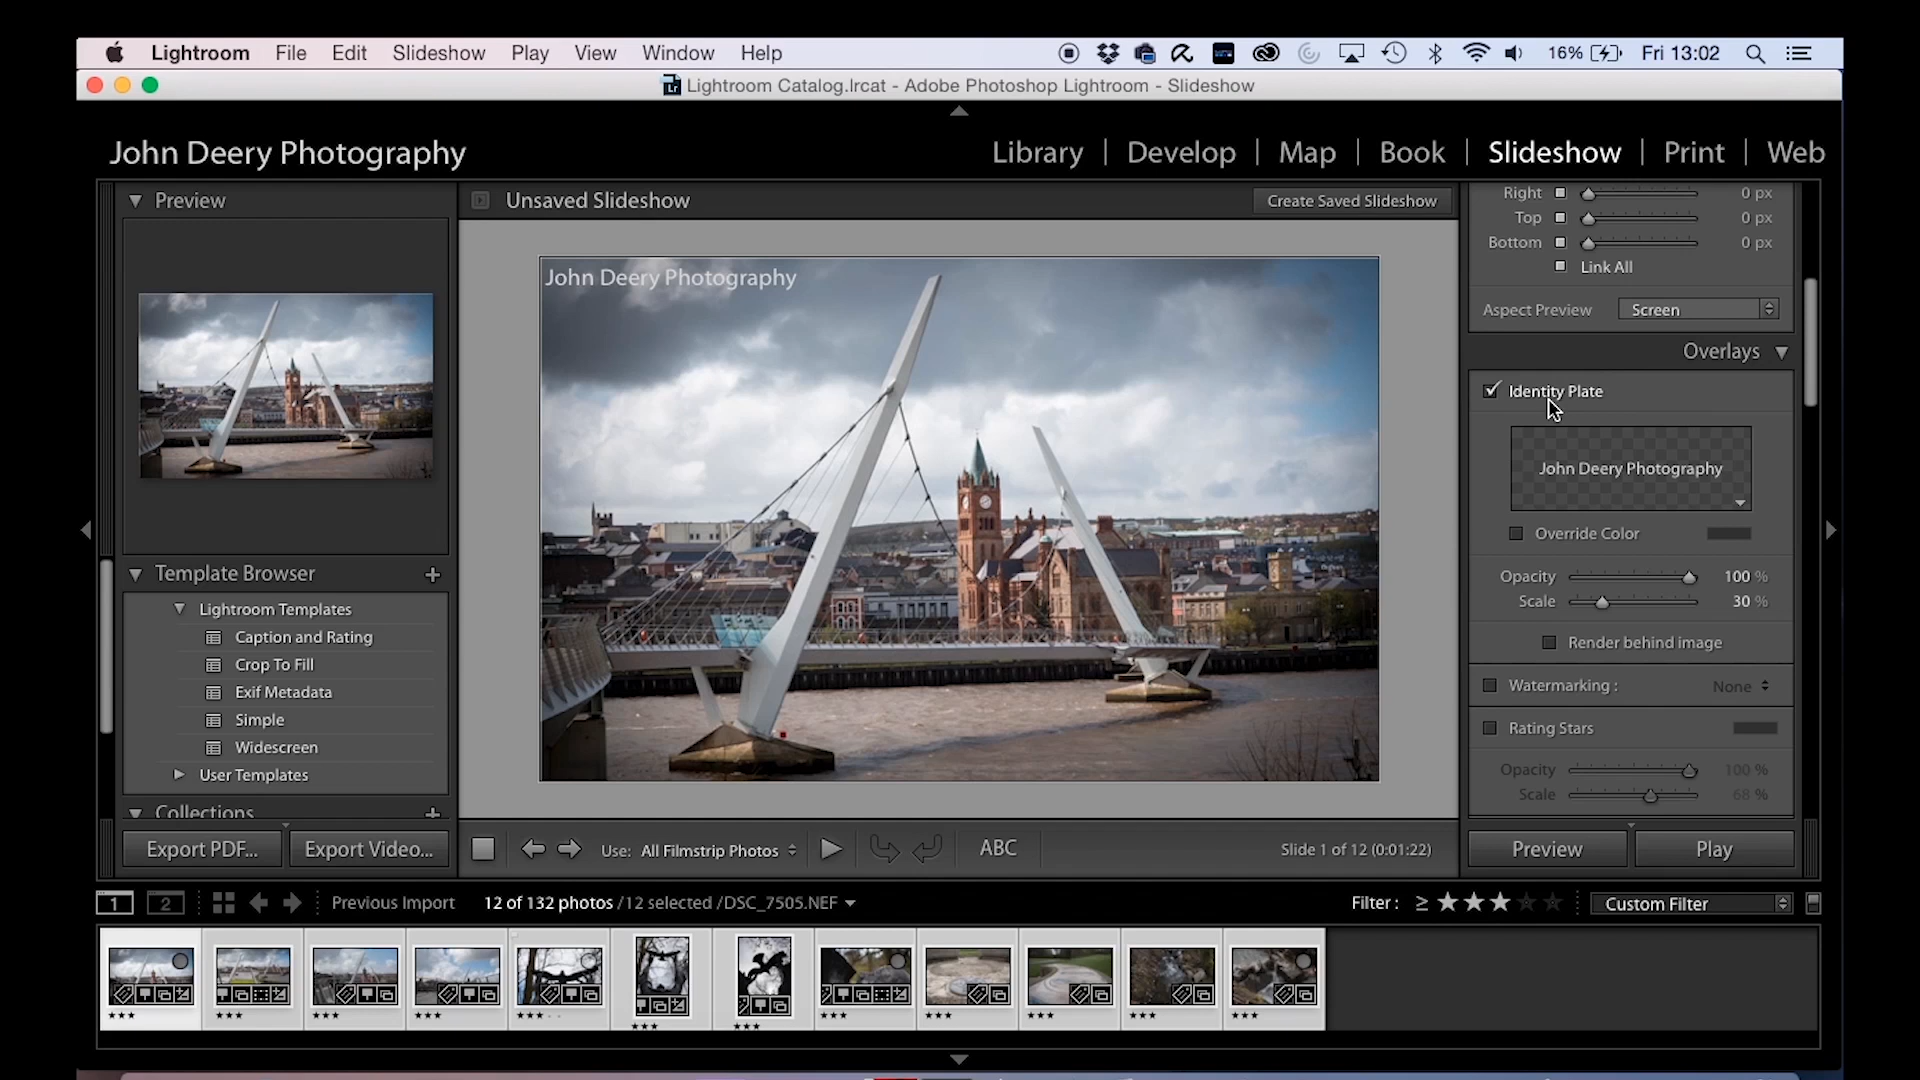 Lightroom File Edit Slideshow Play View Window Help 16% Fri 13:02
Lightroom Catalog.lrcat - Adobe Photoshop Lightroom - Slideshow
John Deery Photography
Library | Develop | Map | Book | Slideshow | Print | Web
Preview
Unsaved Slideshow
Create Saved Slideshow
John Deery Photography
Template Browser
Lightroom Templates
Caption and Rating
Crop To Fill
Exif Metadata
Simple
Widescreen
User Templates
Collections
Export PDF...
Export Video...
Right 0 px
Top 0 px
Bottom 0 px
Link All
Aspect Preview Screen
Overlays
Identity Plate
John Deery Photography
Override Color
Opacity 100 %
Scale 30 %
Render behind image
Watermarking : None
Rating Stars
Opacity 100 %
Scale 68 %
Use: All Filmstrip Photos
ABC
Slide 1 of 12 (0:01:22)
Preview
Play
1 2 Previous Import 12 of 132 photos /12 selected /DSC_7505.NEF
Filter : ≥ ★★★ Custom Filter